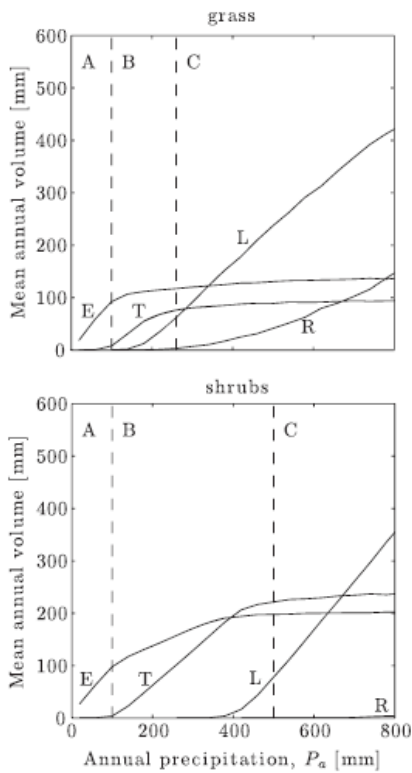 grass
600
500
400
300
200
100
0
Mean annual volume [mm]
A B C
E T L R
shrubs
600
500
400
300
200
100
0
Mean annual volume [mm]
A B C
E T L R
0 200 400 600 800
Annual precipitation, Pa [mm]